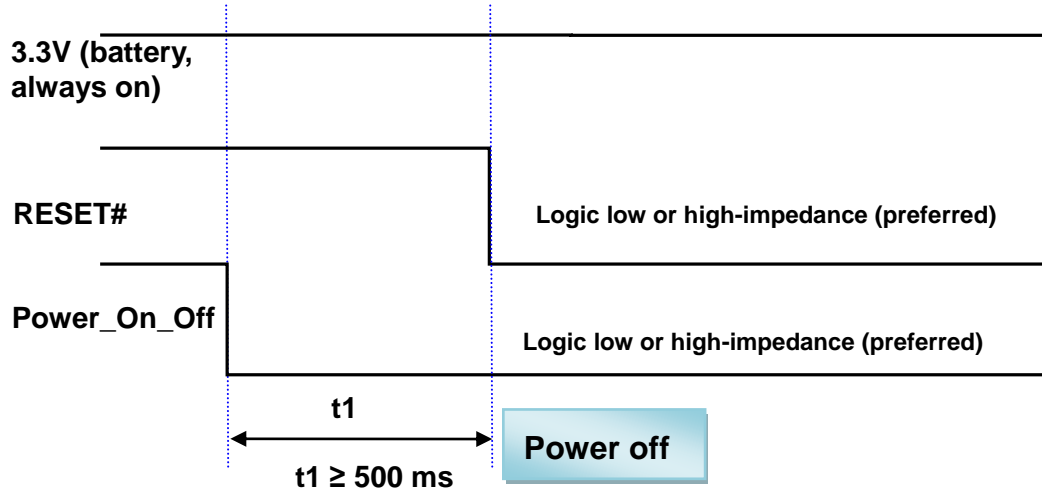 3.3V (battery,
always on)
RESET#
Logic low or high-impedance (preferred)
Power_On_Off
Logic low or high-impedance (preferred)
t1
Power off
t1 ≥ 500 ms